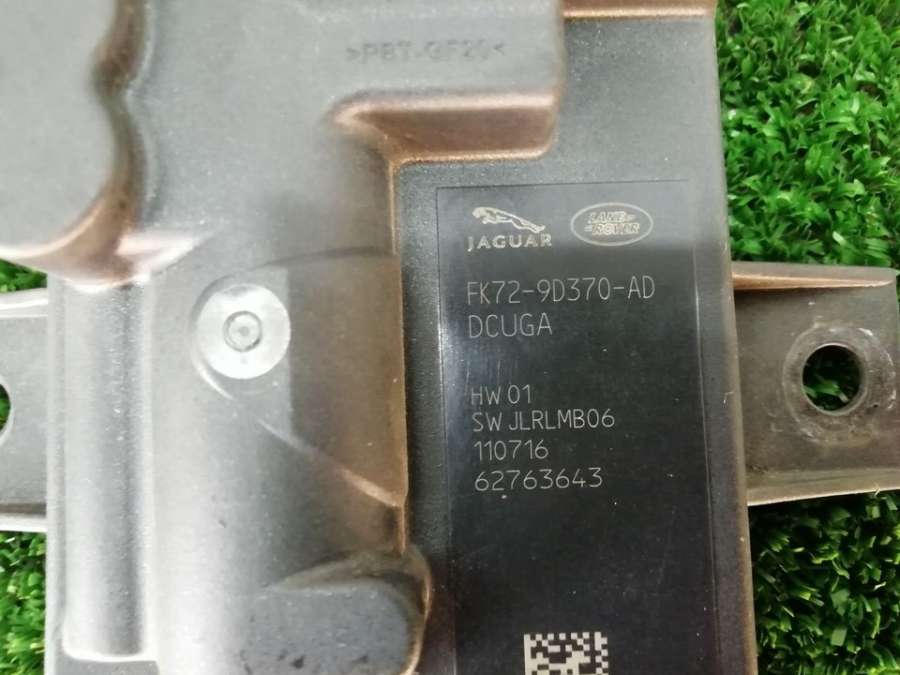 >PBT-GF20<
JAGUAR
LAND-
-ROVER
FK72-9D370-AD
DCUGA
HW 01
SW JLRLMB06
110716
62763643